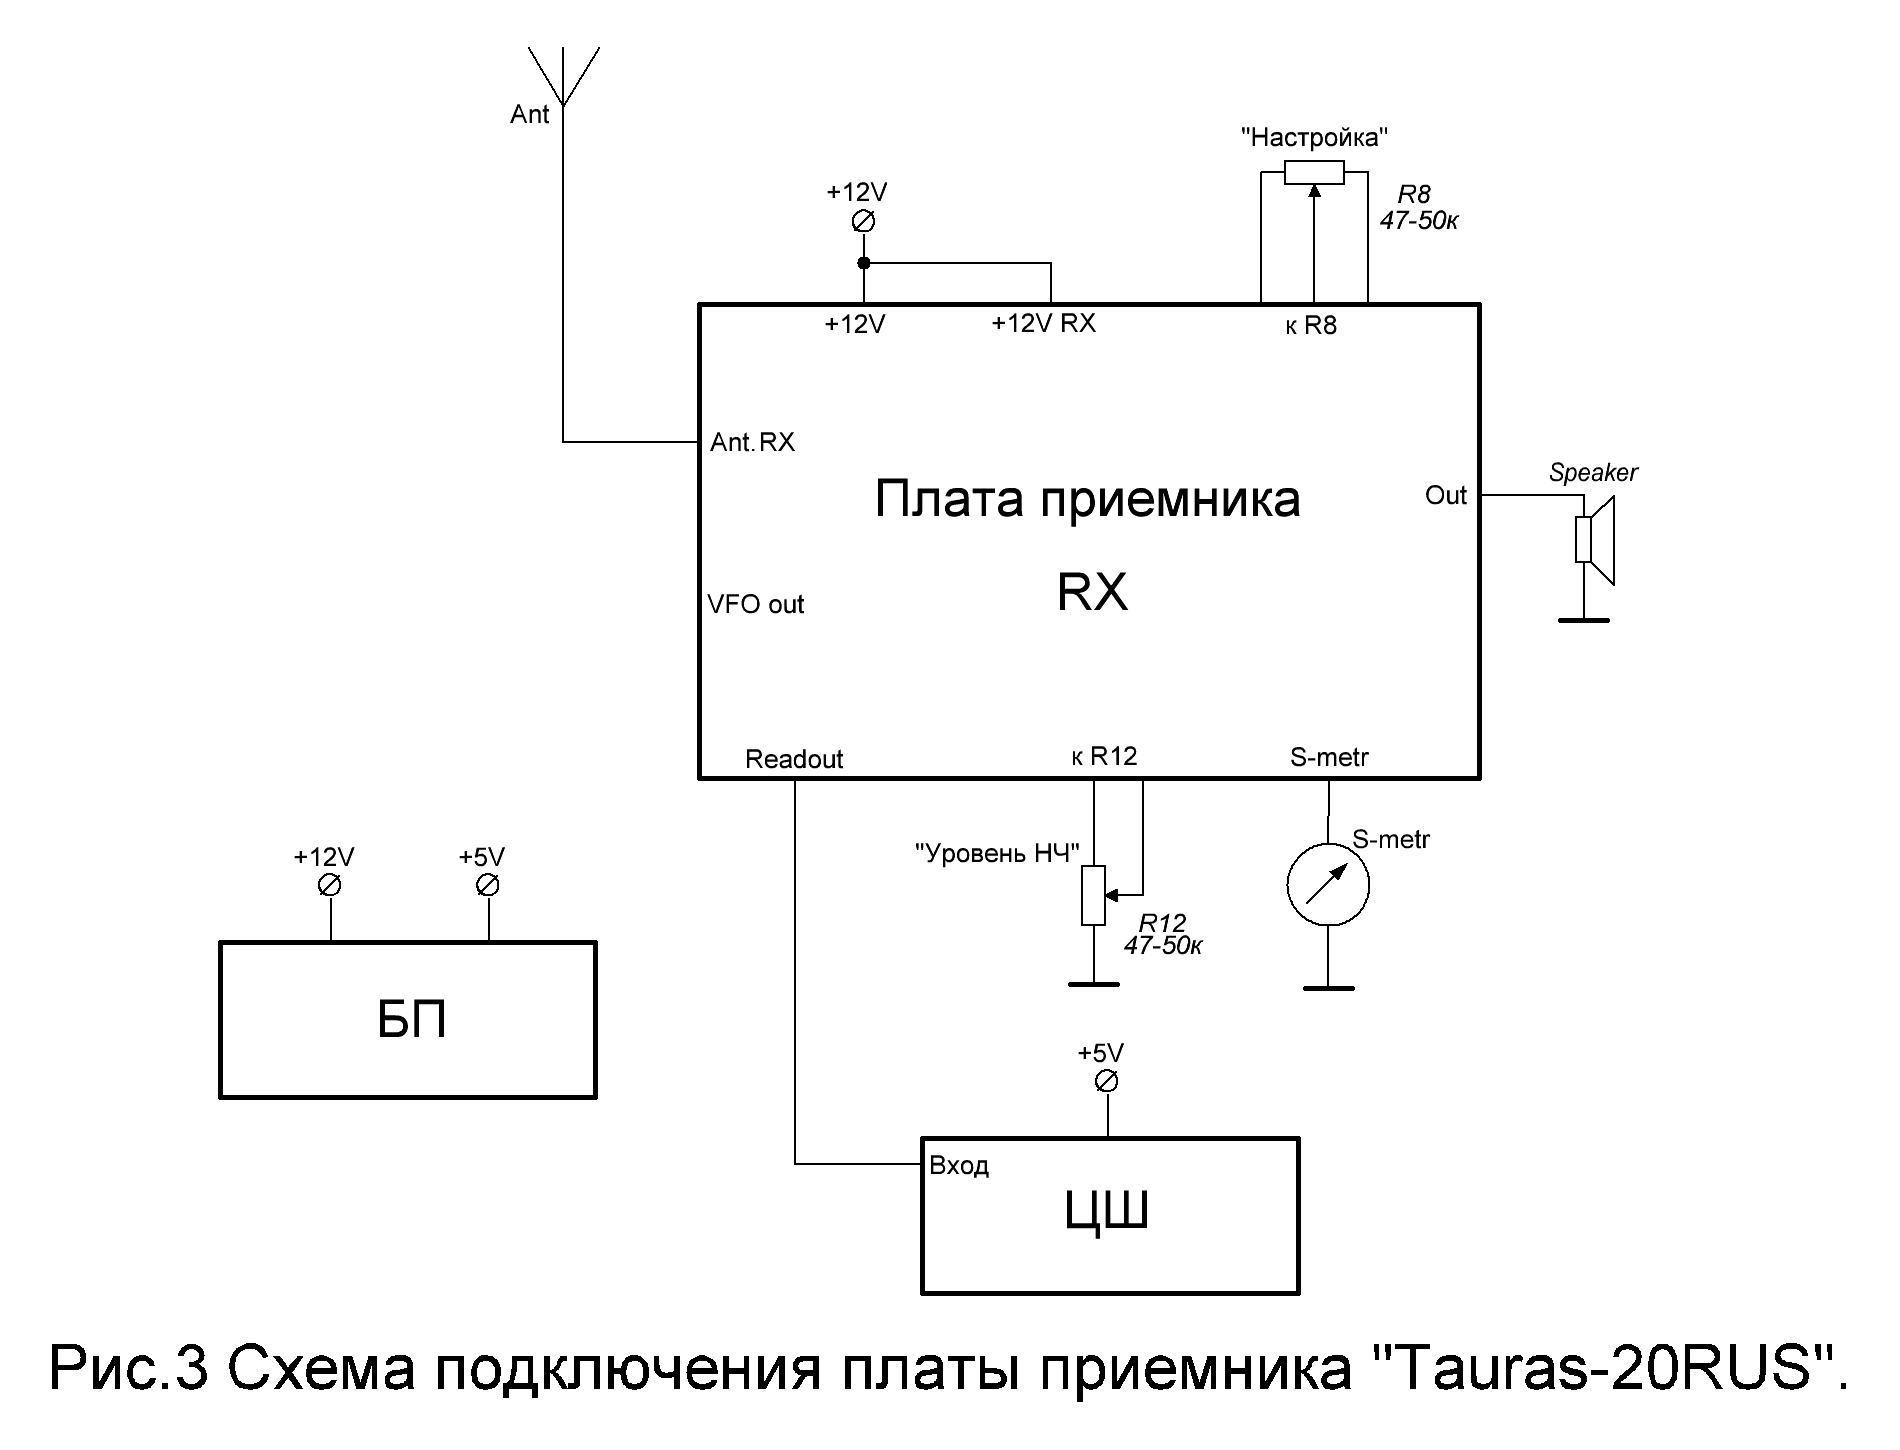 Ant
"Настройка"
+12V
R8
47-50к
+12V
+12V RX
к R8
Ant.RX
Плата приемника
Out
Speaker
RX
VFO out
Readout
к R12
S-metr
"Уровень НЧ"
S-metr
+12V
+5V
R12
47-50к
БП
+5V
Вход
ЦШ
Рис.3 Схема подключения платы приемника "Tauras-20RUS".